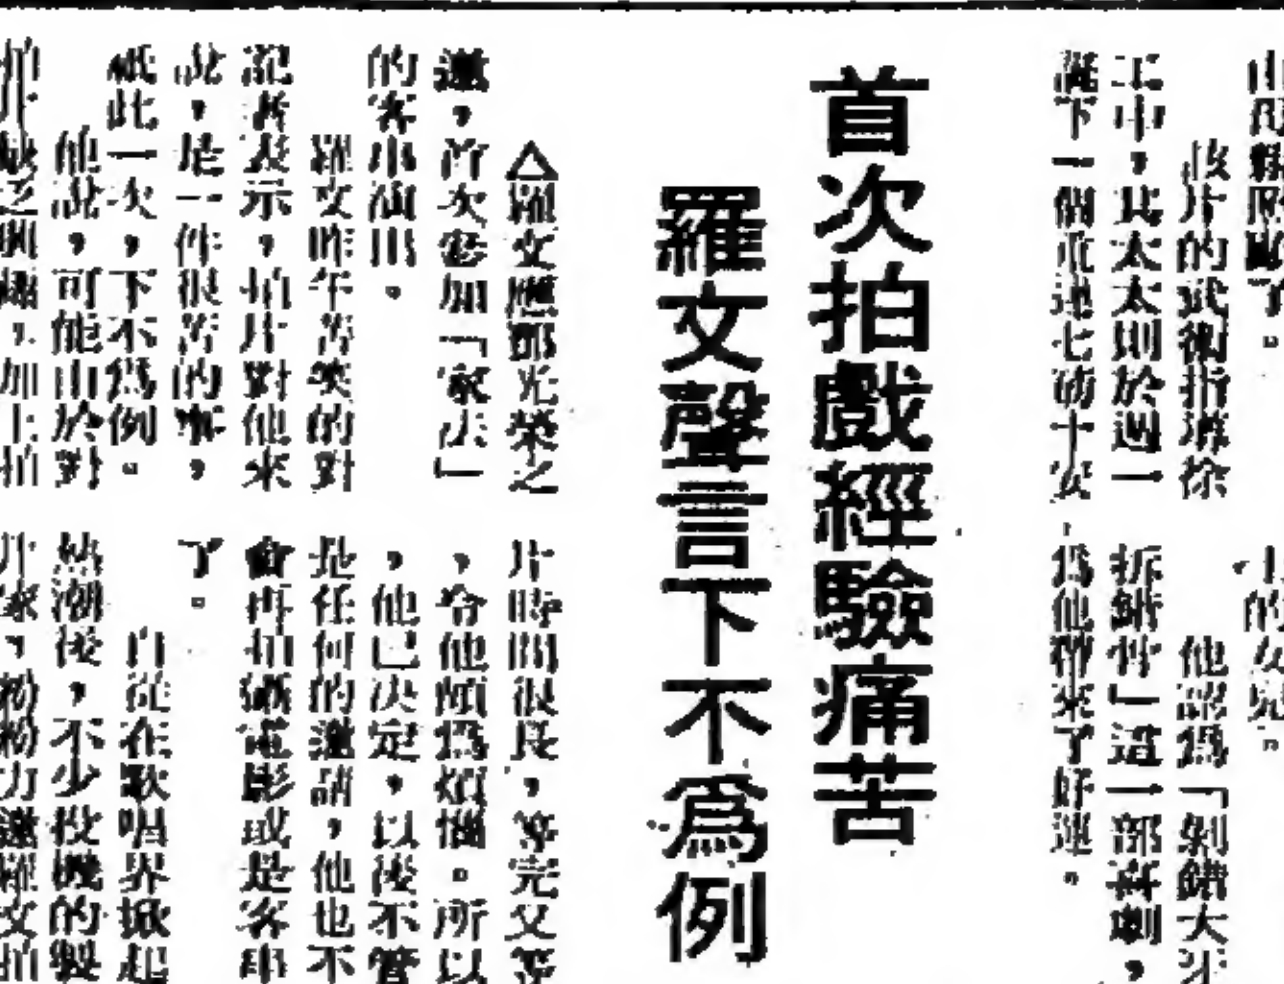 首次拍戲經驗痛苦
羅文聲言下不為例
△羅文應鄧光榮之
邀，首次參加「家法」
的客串演出。
羅文昨午苦笑的對
記者表示，拍片對他來
說，是一件很苦的事，
祇此一次，下不為例。
他說，可能由於對
拍片缺乏興趣，加上拍
片時間很長，等完又等
，令他頗為煩惱。所以
，他已決定，以後不管
是任何的邀請，他也不
會再拍攝電影或是客串
了。
自從在歌唱界掀起
熱潮後，不少投機的製
片家，紛紛力邀羅文拍
該片的武術指導徐
工中，其太太則於週一
誕下一個重達七磅十安
的女兒。
他認為「剝錯大牙
拆錯骨」這一部喜劇，
為他帶來了好運。